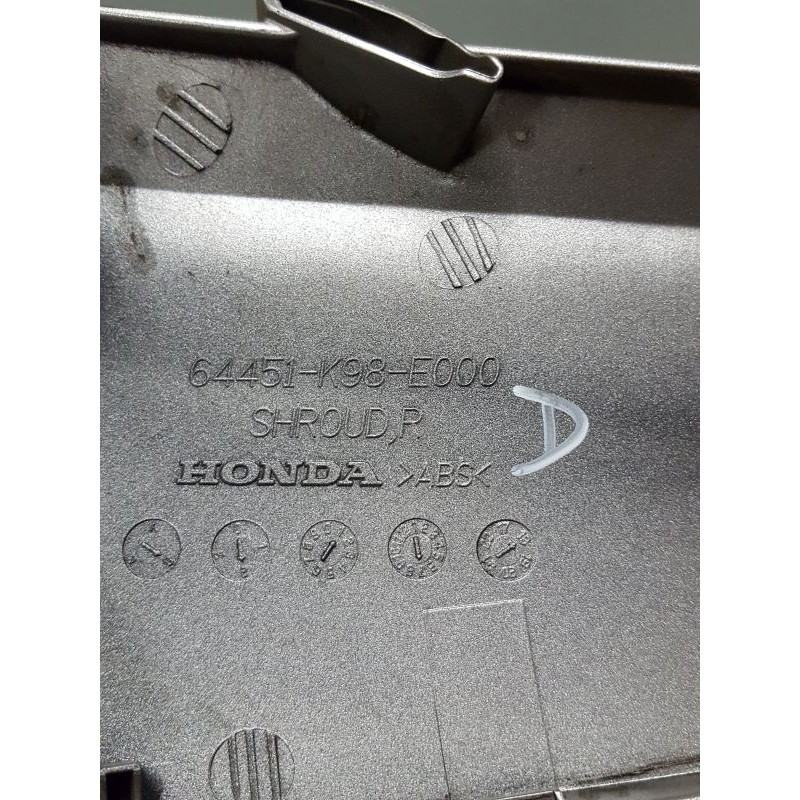 64451-K98-E000
SHROUD,R
HONDA >ABS<
D